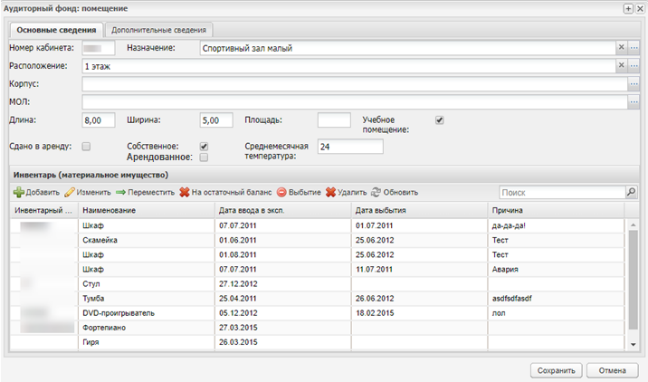 Аудиторный фонд: помещение
Основные сведения Дополнительные сведения
Номер кабинета: Назначение: Спортивный зал малый
Расположение: 1 этаж
Корпус:
МОЛ:
Длина: 8,00 Ширина: 5,00 Площадь: Учебное помещение:
Сдано в аренду: Собственное: Среднемесячная температура: 24
Арендованное:
Инвентарь (материальное имущество)
Добавить Изменить Переместить На остаточный баланс Выбытие Удалить Обновить Поиск
Инвентарный ... Наименование Дата ввода в эксп. Дата выбытия Причина
Шкаф 07.07.2011 01.07.2011 да-да-да!
Скамейка 01.06.2011 25.06.2012 Тест
Шкаф 01.08.2011 25.06.2012 Тест
Шкаф 07.07.2011 11.07.2011 Авария
Стул 27.12.2012
Тумба 25.04.2011 26.06.2012 asdfsdfasdf
DVD-проигрыватель 05.12.2012 18.02.2015 лол
Фортепиано 27.03.2015
Гиря 26.03.2015
Сохранить Отмена